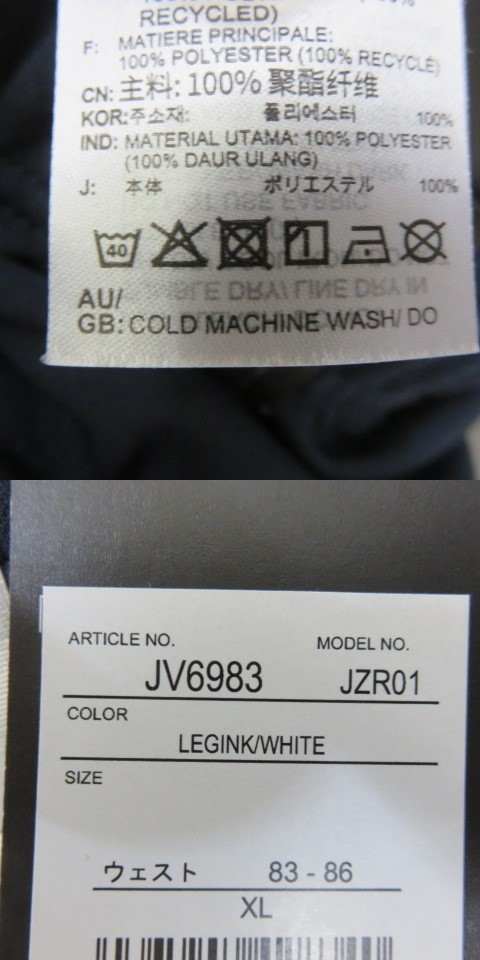 RECYCLED)
F: MATIERE PRINCIPALE:
100% POLYESTER (100% RECYCLÉ)
CN: 主料: 100% 聚酯纤维
KOR: 주소재: 폴리에스터 100%
IND: MATERIAL UTAMA: 100% POLYESTER
(100% DAUR ULANG)
J: 本体 ポリエステル 100%
40
AU/
GB: COLD MACHINE WASH/ DO
ARTICLE NO. MODEL NO.
JV6983 JZR01
COLOR
LEGINK/WHITE
SIZE
ウェスト 83 - 86
XL